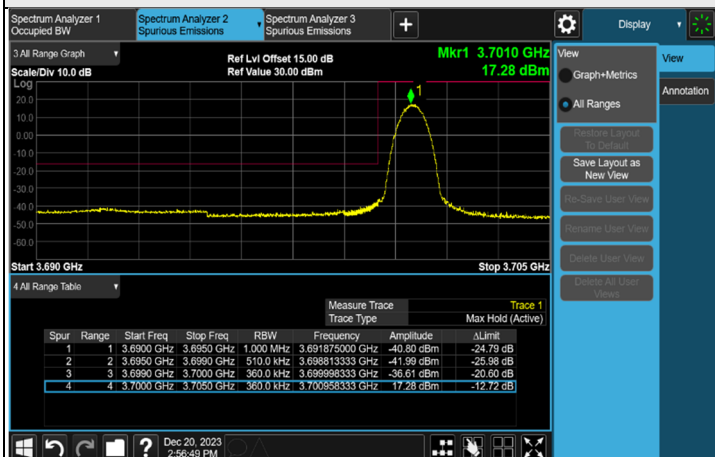 Spectrum Analyzer 1
Occupied BW
Spectrum Analyzer 2
Spurious Emissions
Spectrum Analyzer 3
Spurious Emissions
+
Display
3 All Range Graph
Scale/Div 10.0 dB
Ref Lvl Offset 15.00 dB
Ref Value 30.00 dBm
Mkr1 3.7010 GHz
17.28 dBm
Log
20.0
10.0
0.00
-10.0
-20.0
-30.0
-40.0
-50.0
-60.0
1
Start 3.690 GHz
Stop 3.705 GHz
View
Graph+Metrics
All Ranges
Restore Layout
To Default
Save Layout as
New View
Re-Save User View
Rename User View
Delete User View
Delete All User
Views
View
Annotation
4 All Range Table
Measure Trace Trace 1
Trace Type Max Hold (Active)
Spur Range Start Freq Stop Freq RBW Frequency Amplitude ΔLimit
1 1 3.6900 GHz 3.6950 GHz 1.000 MHz 3.691875000 GHz -40.80 dBm -24.79 dB
2 2 3.6950 GHz 3.6990 GHz 510.0 kHz 3.698813333 GHz -41.99 dBm -25.98 dB
3 3 3.6990 GHz 3.7000 GHz 360.0 kHz 3.699998333 GHz -36.61 dBm -20.60 dB
4 4 3.7000 GHz 3.7050 GHz 360.0 kHz 3.700958333 GHz 17.28 dBm -12.72 dB
?
Dec 20, 2023
2:56:49 PM